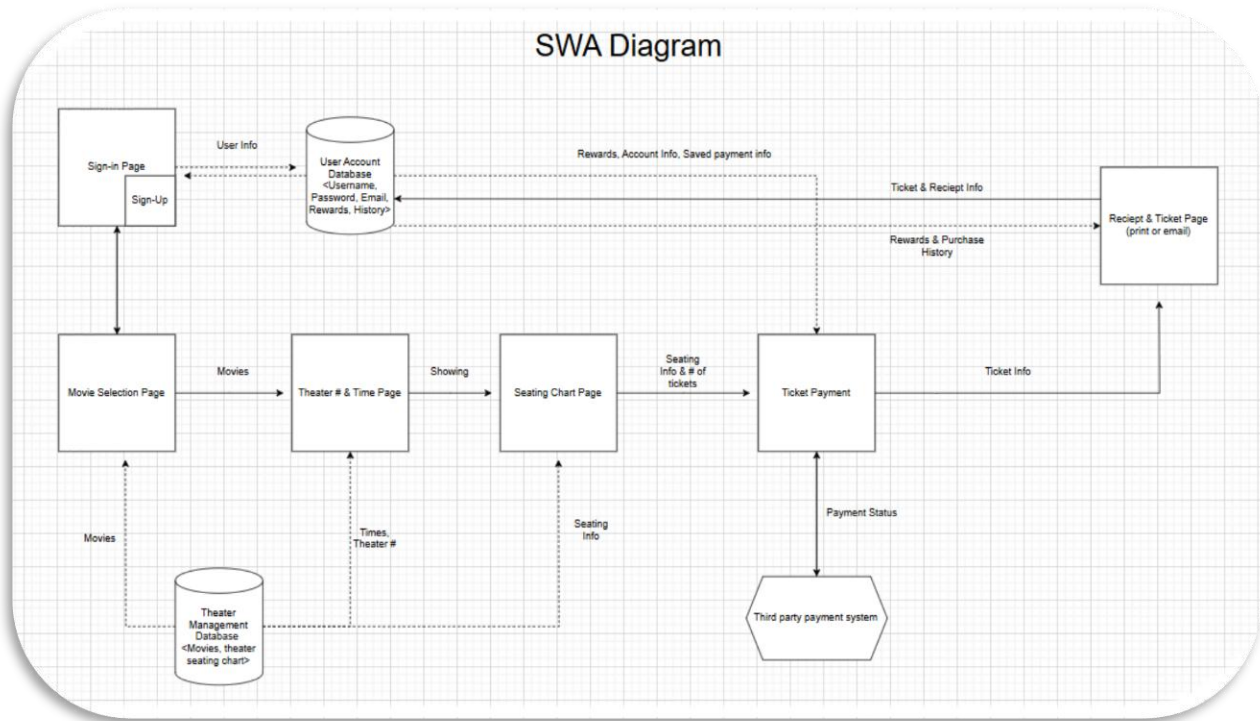 SWA Diagram
Sign-in Page
Sign-Up
User Info
User Account
Database
<Username,
Password, Email,
Rewards, History>
Rewards, Account Info, Saved payment info
Ticket & Reciept Info
Rewards & Purchase
History
Reciept & Ticket Page
(print or email)
Movie Selection Page
Movies
Theater # & Time Page
Showing
Seating Chart Page
Seating
Info & # of
tickets
Ticket Payment
Ticket Info
Movies
Times,
Theater #
Seating
Info
Payment Status
Theater
Management
Database
<Movies, theater
seating chart>
Third party payment system